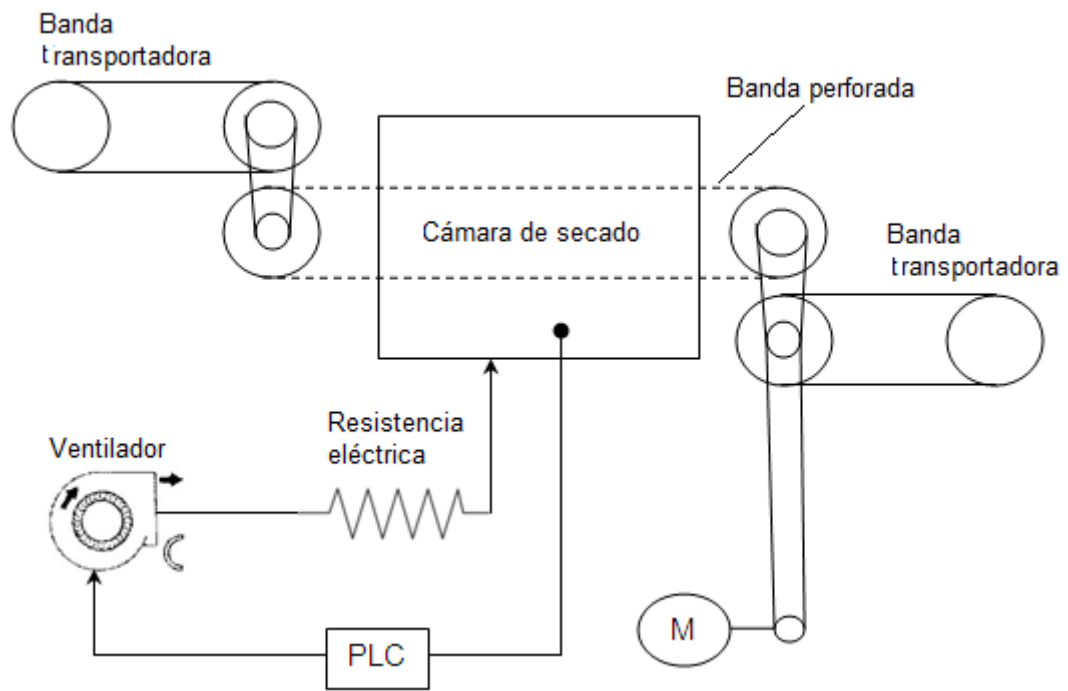 Banda
transportadora
Banda perforada
Cámara de secado
Banda
transportadora
Resistencia
eléctrica
Ventilador
M
PLC